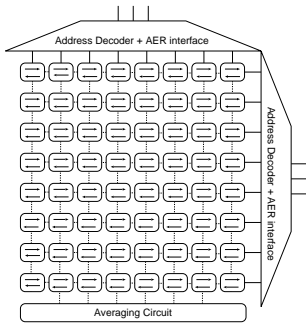 Address Decoder + AER interface
Address Decoder + AER interface
Averaging Circuit